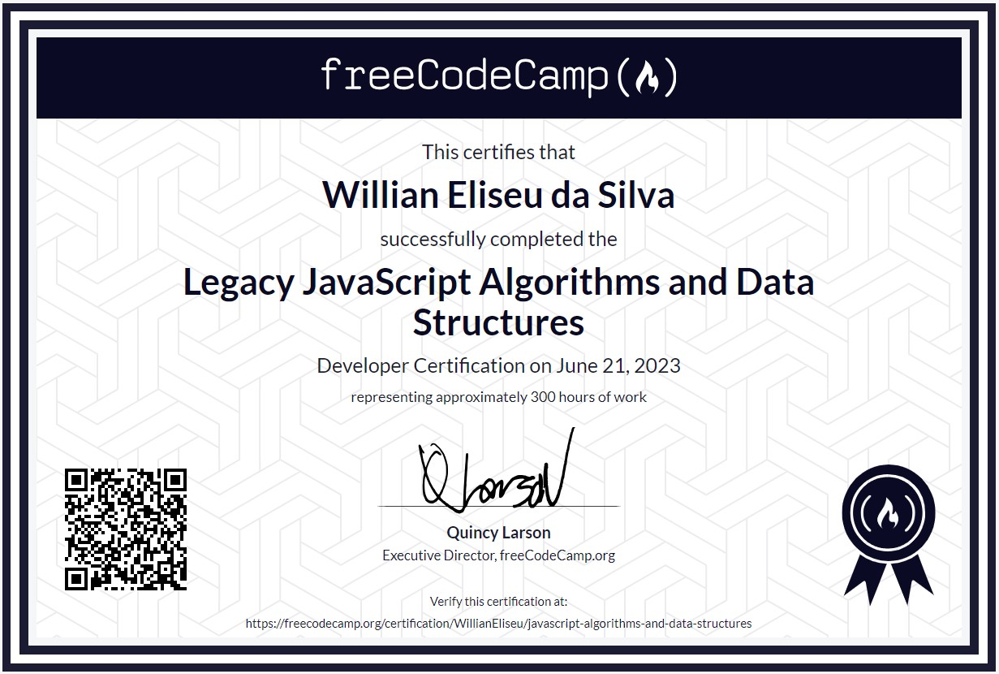 freeCodeCamp
This certifies that
Willian Eliseu da Silva
successfully completed the
Legacy JavaScript Algorithms and Data
Structures
Developer Certification on June 21, 2023
representing approximately 300 hours of work
QLarson
Quincy Larson
Executive Director, freeCodeCamp.org
Verify this certification at:
https://freecodecamp.org/certification/WillianEliseu/javascript-algorithms-and-data-structures